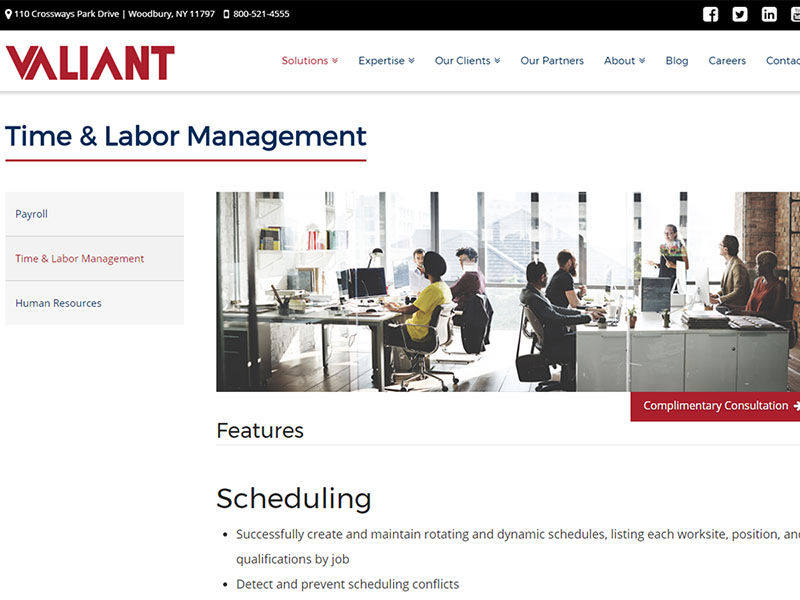 110 Crossways Park Drive | Woodbury, NY 11797 800-521-4555
VALIANT
Solutions Expertise Our Clients Our Partners About Blog Careers Contac
Time & Labor Management
Payroll
Time & Labor Management
Human Resources
Complimentary Consultation
Features
Scheduling
Successfully create and maintain rotating and dynamic schedules, listing each worksite, position, and
qualifications by job
Detect and prevent scheduling conflicts